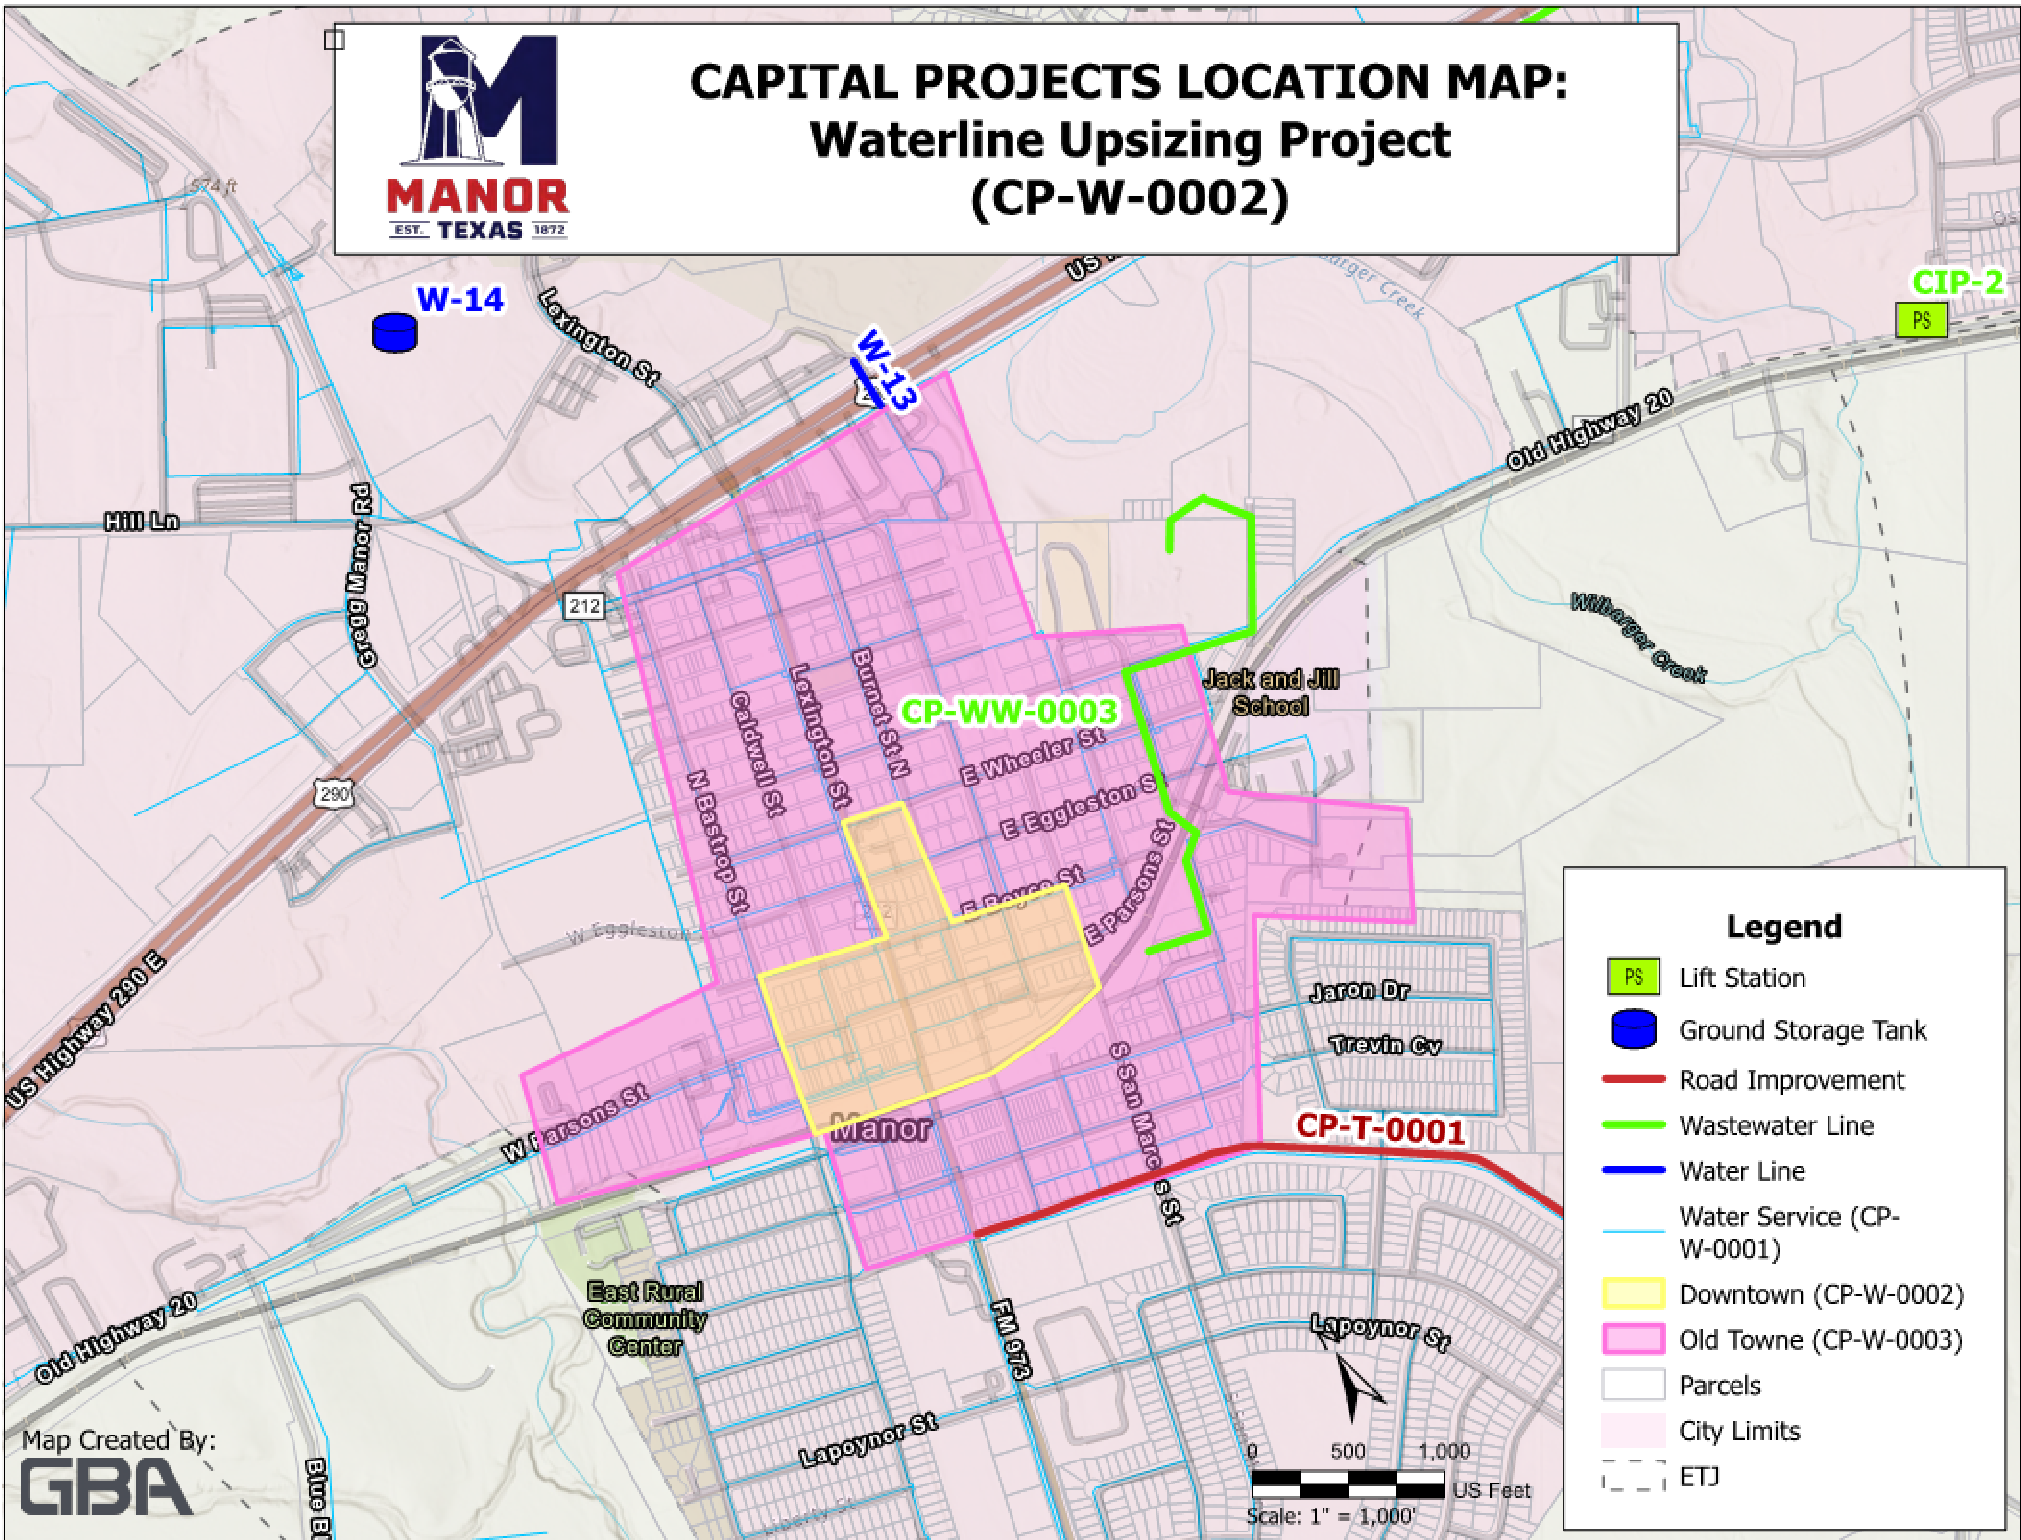 CAPITAL PROJECTS LOCATION MAP:
Waterline Upsizing Project
(CP-W-0002)
M
MANOR
EST. TEXAS 1872
574 ft
W-14
Lexington St
US
W-13
CIP-2
PS
Old Highway 20
Hill Ln
Gregg Manor Rd
212
290
US Highway 290 E
Wilbarger Creek
Jack and Jill
School
CP-WW-0003
Burnet St N
Lexington St
Caldwell St
N Bastrop St
E Wheeler St
E Eggleston S
E Boyce St
E Parsons St
W Eggleston
W Parsons St
Manor
S San Marcos St
Jaron Dr
Trevin Cv
CP-T-0001
East Rural
Community
Center
Old Highway 20
FM 973
Lapoynor St
Lapoynor St
Liberty St
Blue Bl
Map Created By:
GBA
0 500 1,000
US Feet
Scale: 1" = 1,000'
Legend
PS Lift Station
Ground Storage Tank
Road Improvement
Wastewater Line
Water Line
Water Service (CP-
W-0001)
Downtown (CP-W-0002)
Old Towne (CP-W-0003)
Parcels
City Limits
ETJ